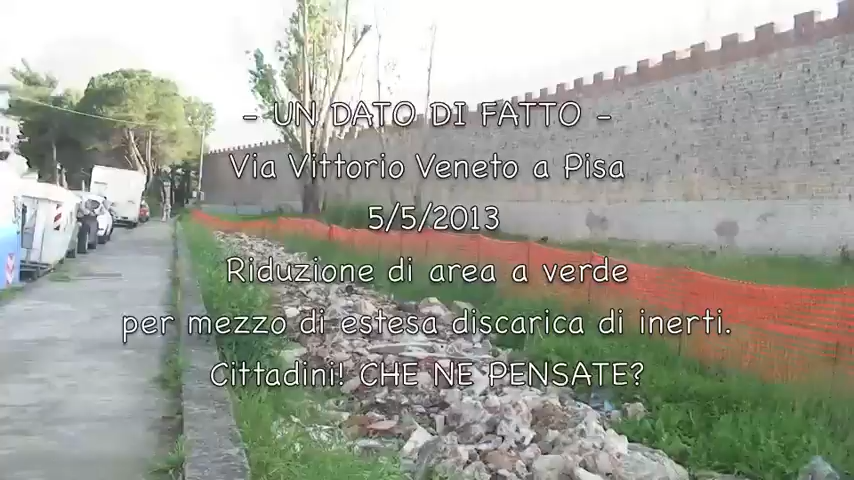 - UN DATO DI FATTO -
Via Vittorio Veneto a Pisa
5/5/2013
Riduzione di area a verde
per mezzo di estesa discarica di inerti.
Cittadini! CHE NE PENSATE?